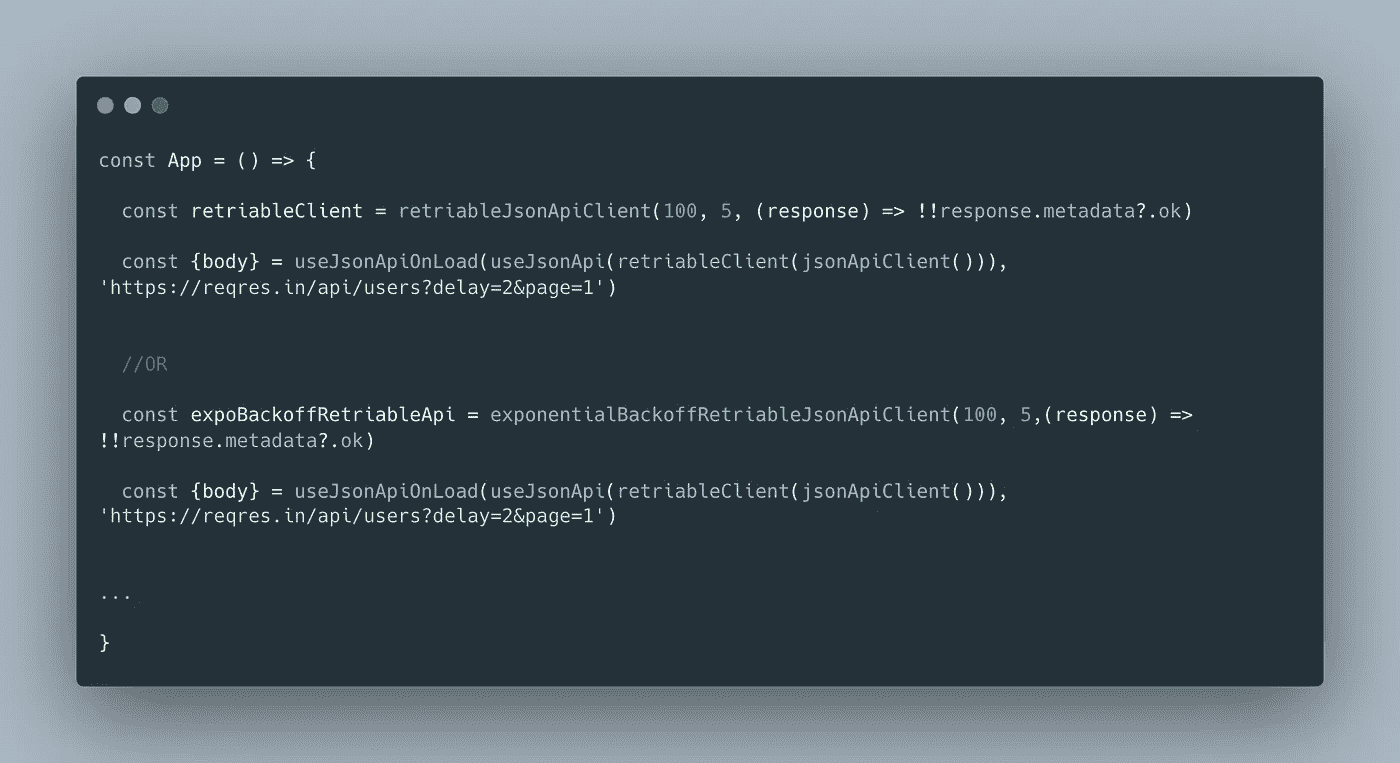 const App = () => {
const retriableClient = retriableJsonApiClient(100, 5, (response) => !!response.metadata?.ok)
const {body} = useJsonApiOnLoad(useJsonApi(retriableClient(jsonApiClient())),
'https://reqres.in/api/users?delay=2&page=1')
//OR
const expoBackoffRetriableApi = exponentialBackoffRetriableJsonApiClient(100, 5,(response) =>
!!response.metadata?.ok)
const {body} = useJsonApiOnLoad(useJsonApi(retriableClient(jsonApiClient())),
'https://reqres.in/api/users?delay=2&page=1')
...
}